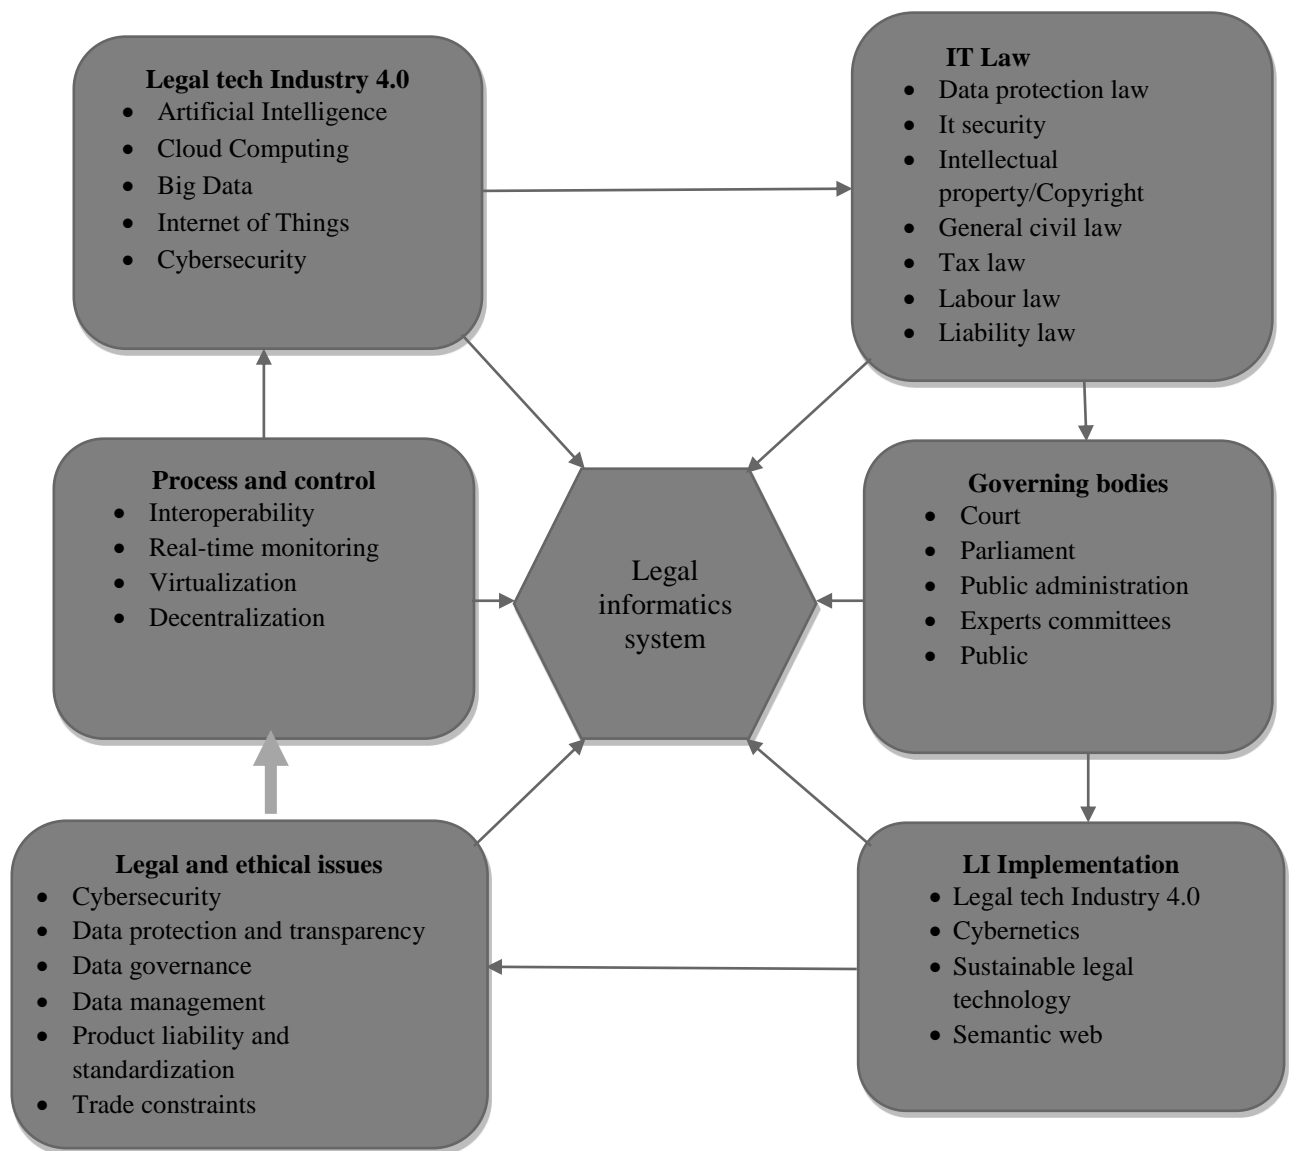 Legal tech Industry 4.0
• Artificial Intelligence
• Cloud Computing
• Big Data
• Internet of Things
• Cybersecurity
IT Law
• Data protection law
• It security
• Intellectual
property/Copyright
• General civil law
• Tax law
• Labour law
• Liability law
Process and control
• Interoperability
• Real-time monitoring
• Virtualization
• Decentralization
Legal
informatics
system
Governing bodies
• Court
• Parliament
• Public administration
• Experts committees
• Public
Legal and ethical issues
• Cybersecurity
• Data protection and transparency
• Data governance
• Data management
• Product liability and
standardization
• Trade constraints
LI Implementation
• Legal tech Industry 4.0
• Cybernetics
• Sustainable legal
technology
• Semantic web